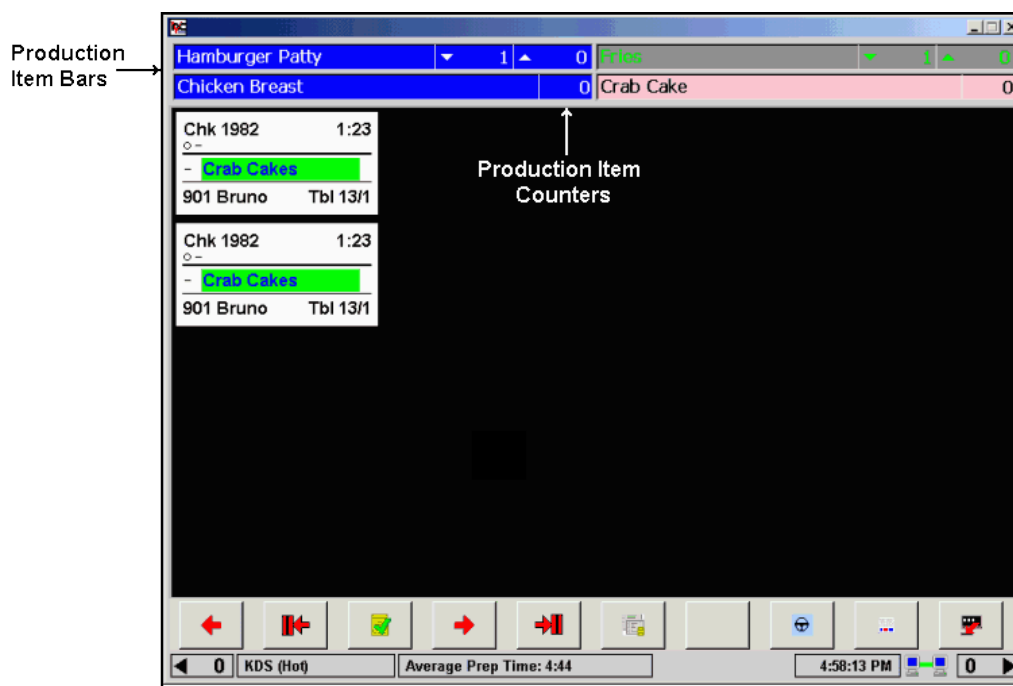 Production
Item Bars
Hamburger Patty 1 0 Fries 1 0
Chicken Breast 0 Crab Cake 0
Chk 1982 1:23
- Crab Cakes
901 Bruno Tbl 13/1
Production Item
Counters
Chk 1982 1:23
- Crab Cakes
901 Bruno Tbl 13/1
0 KDS (Hot) Average Prep Time: 4:44 4:58:13 PM 0